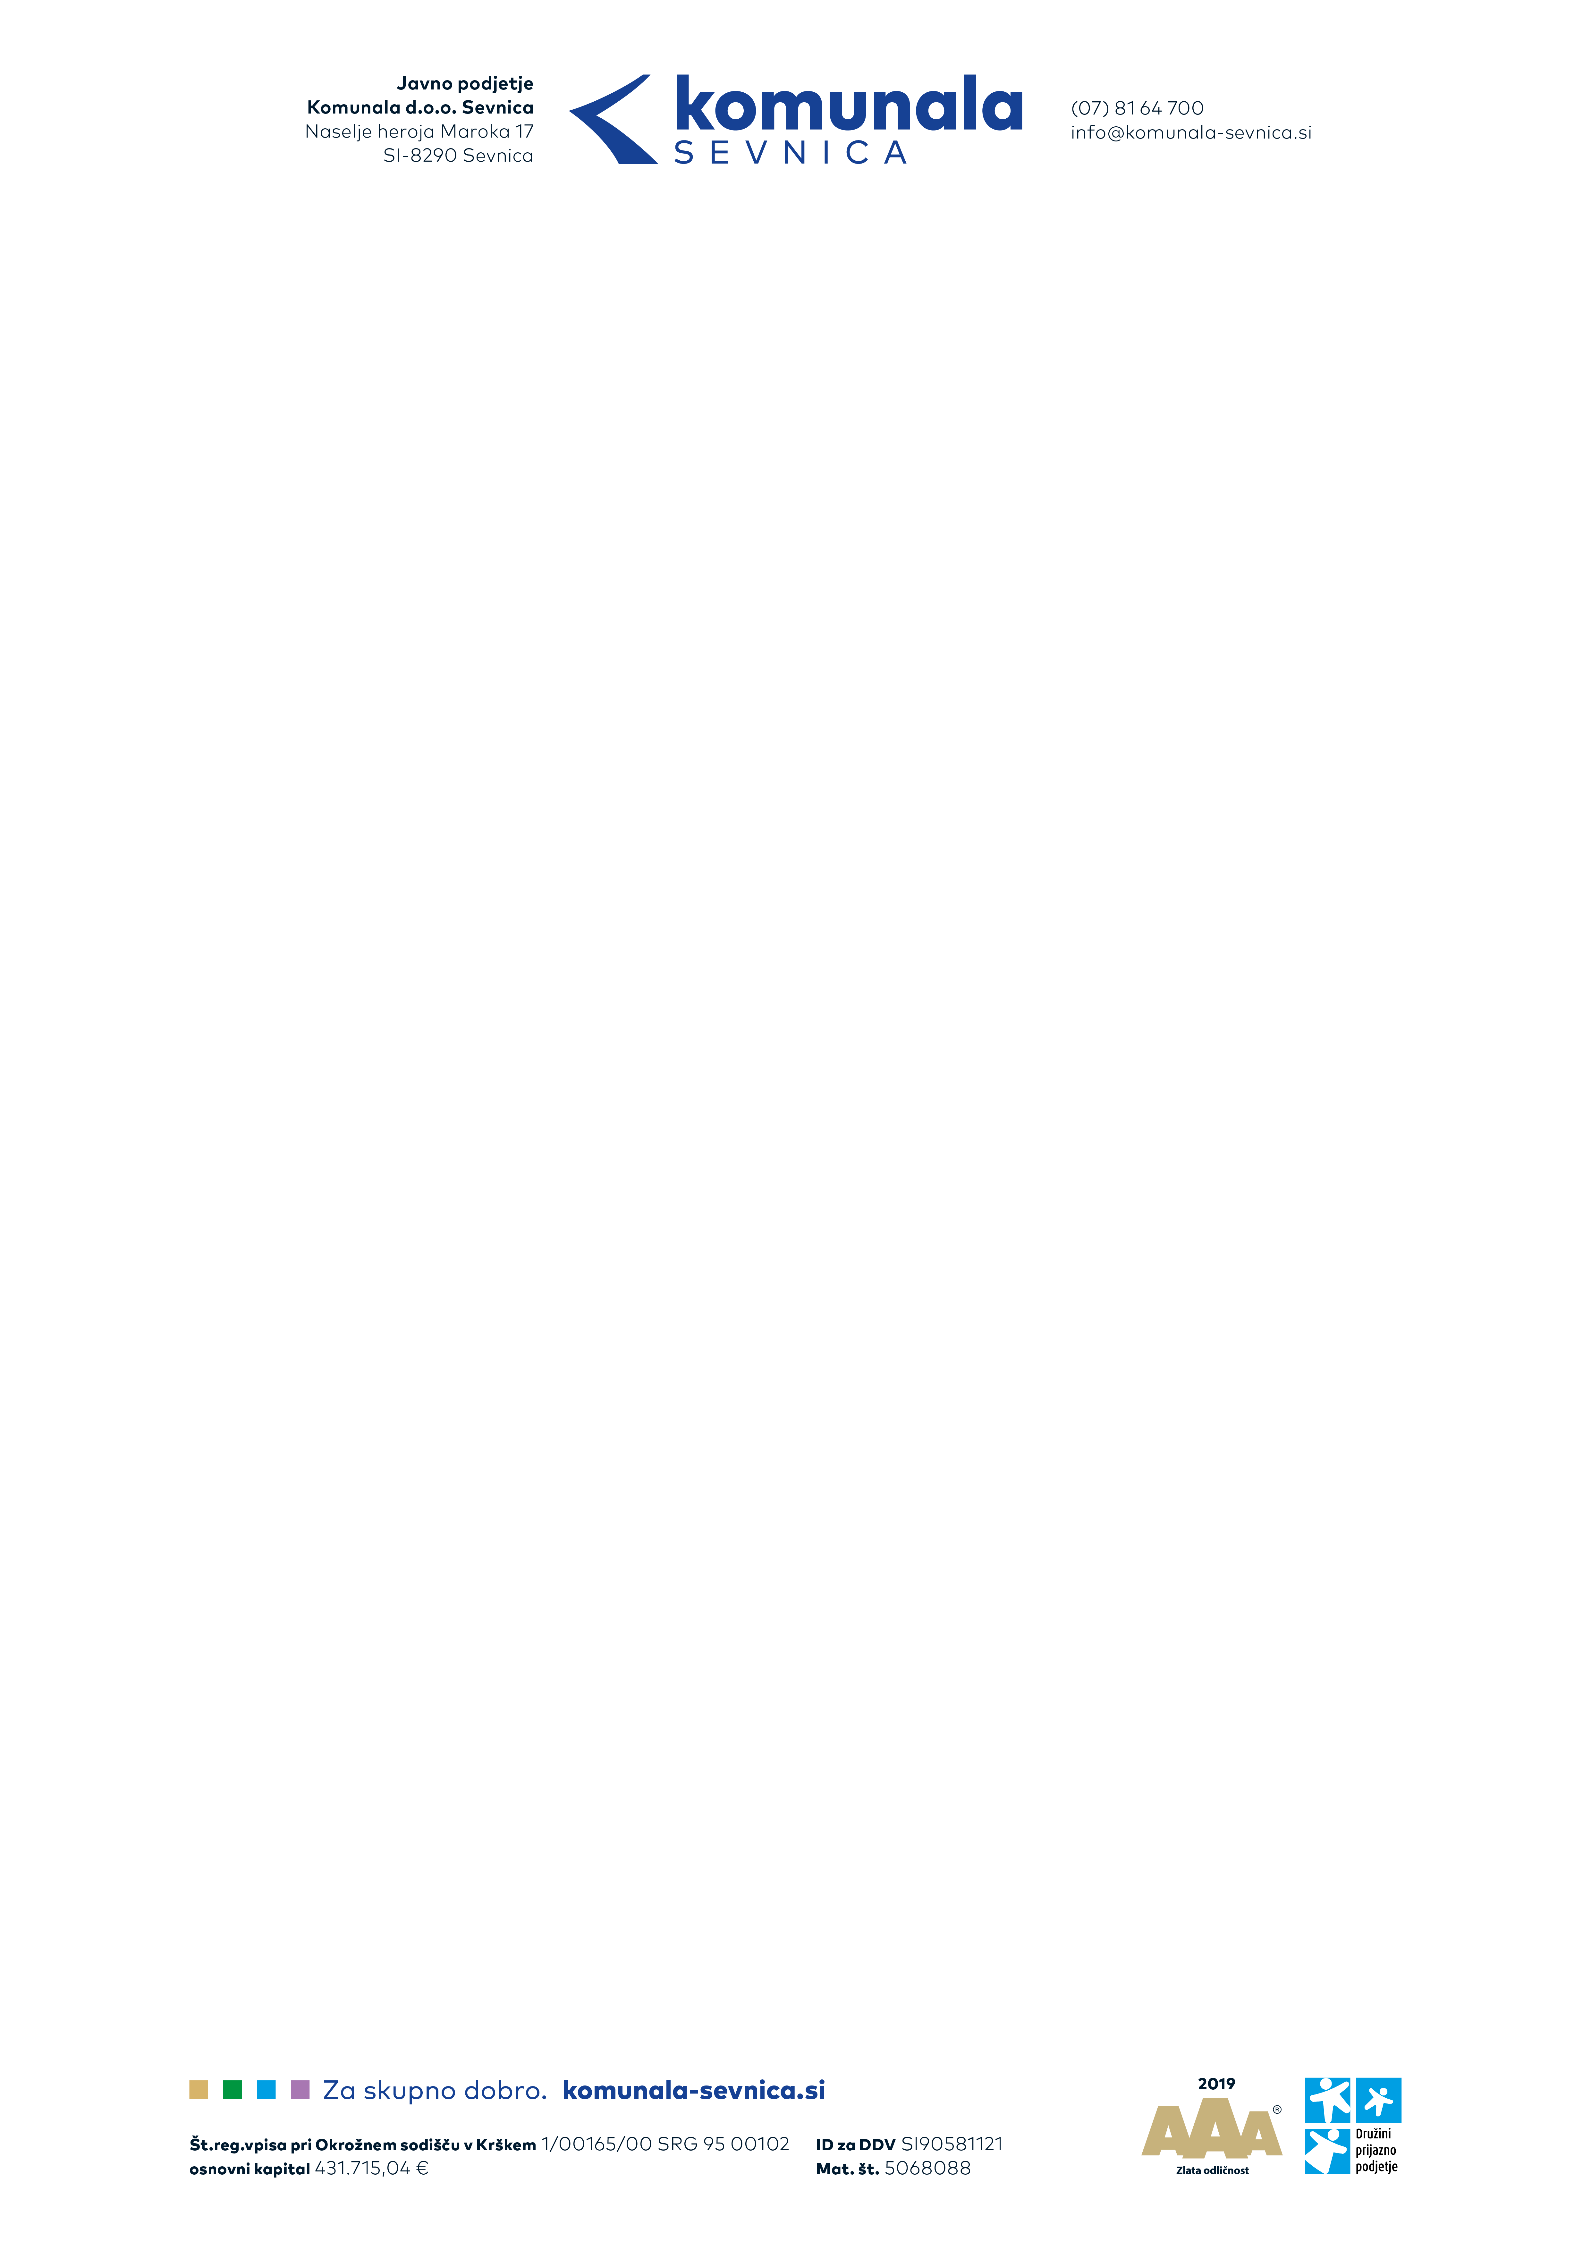 Javno podjetje
Komunala d.o.o. Sevnica
Naselje heroja Maroka 17
SI-8290 Sevnica
komunala
SEVNICA
(07) 81 64 700
info@komunala-sevnica.si
Za skupno dobro. komunala-sevnica.si
Št.reg.vpisa pri Okrožnem sodišču v Krškem 1/00165/00 SRG 95 00102
osnovni kapital 431.715,04 €
ID za DDV SI90581121
Mat. št. 5068088
2019
AAA®
Zlata odličnost
Družini
prijazno
podjetje